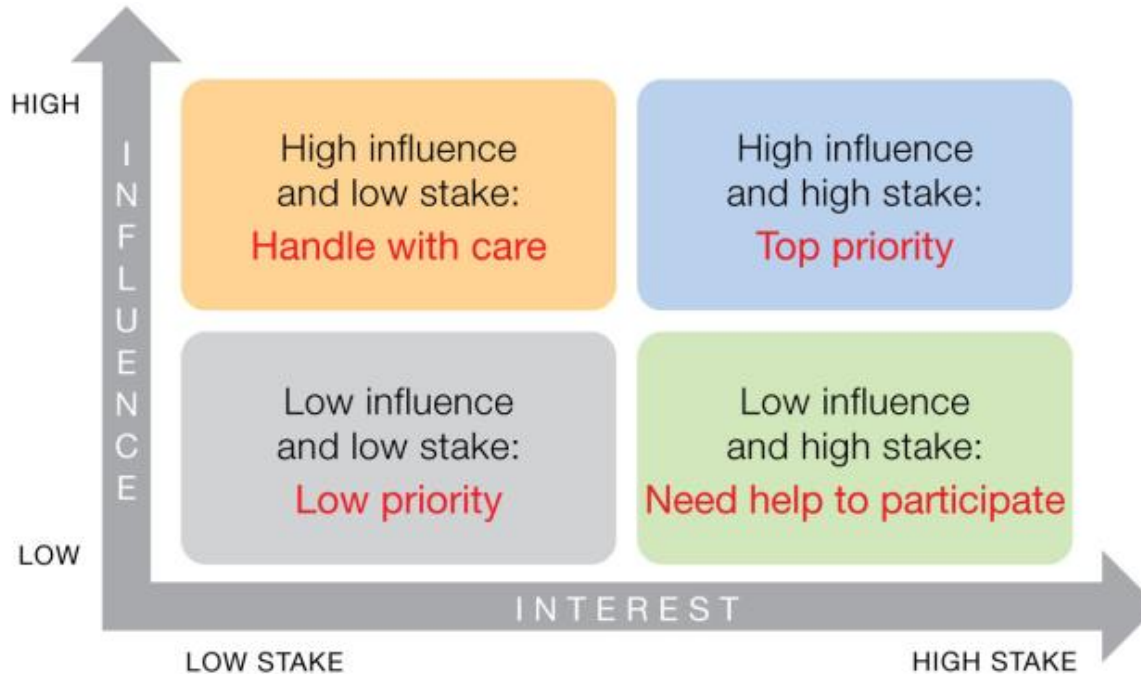 HIGH
INFLUENCE
LOW
High influence
and low stake:
Handle with care
High influence
and high stake:
Top priority
Low influence
and low stake:
Low priority
Low influence
and high stake:
Need help to participate
INTEREST
LOW STAKE
HIGH STAKE